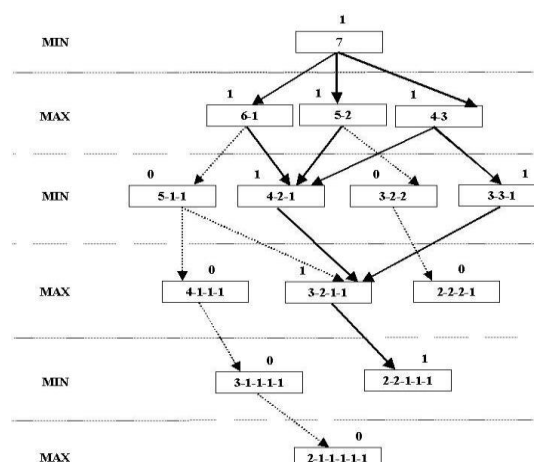 1
MIN 7
1 1 1
MAX 6-1 5-2 4-3
0 1 0 1
MIN 5-1-1 4-2-1 3-2-2 3-3-1
0 1 0
MAX 4-1-1-1 3-2-1-1 2-2-2-1
0 1
MIN 3-1-1-1-1 2-2-1-1-1
0
MAX 2-1-1-1-1-1